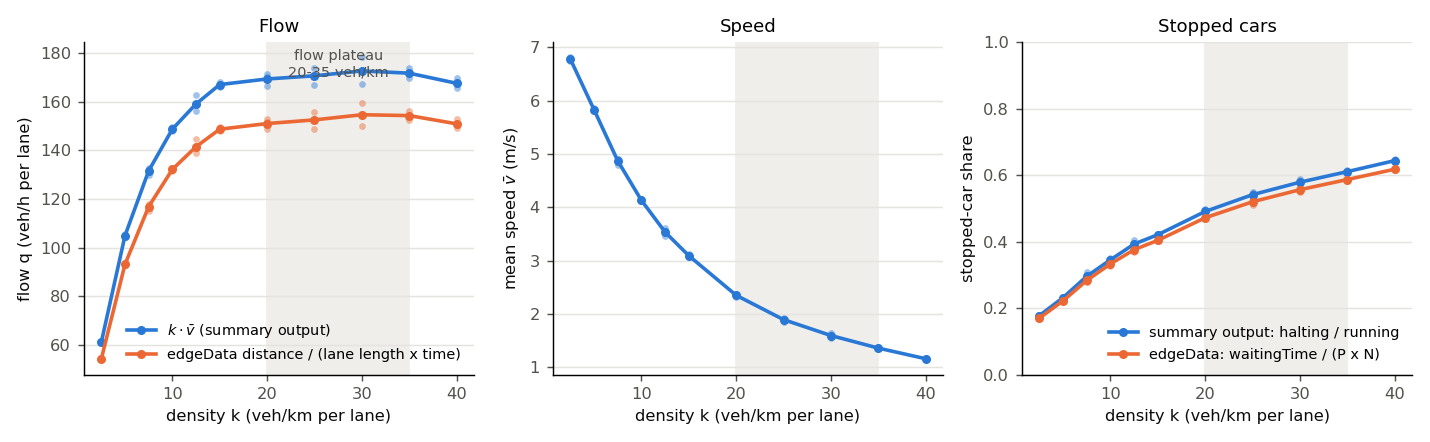 Flow
flow plateau
20-35 veh/km
flow q (veh/h per lane)
180
160
140
120
100
80
60
k · v̄ (summary output)
edgeData distance / (lane length x time)
10 20 30 40
density k (veh/km per lane)
Speed
mean speed v̄ (m/s)
7
6
5
4
3
2
1
10 20 30 40
density k (veh/km per lane)
Stopped cars
stopped-car share
1.0
0.8
0.6
0.4
0.2
0.0
summary output: halting / running
edgeData: waitingTime / (P x N)
10 20 30 40
density k (veh/km per lane)